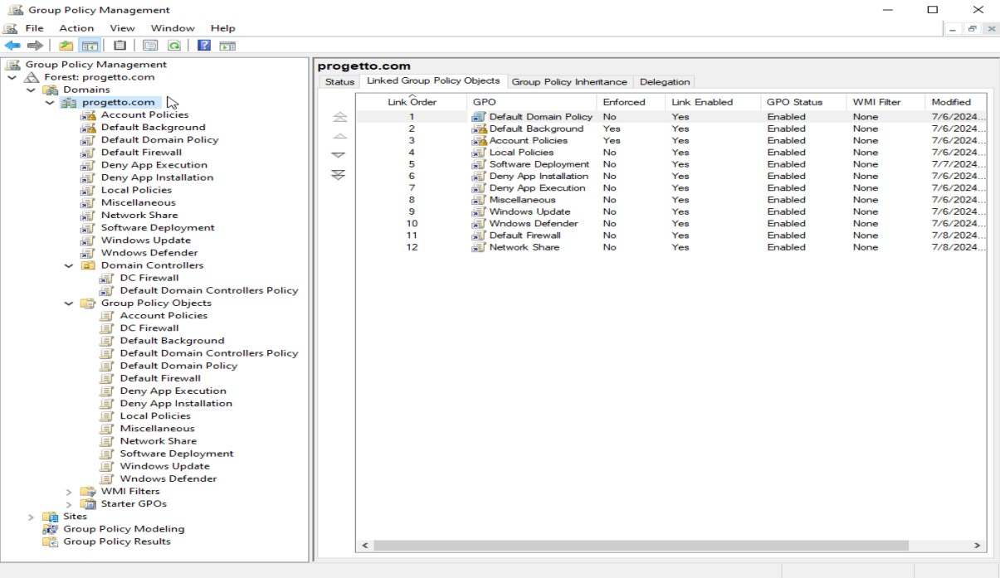 Group Policy Management
File Action View Window Help
Group Policy Management
Forest: progetto.com
Domains
progetto.com
Account Policies
Default Background
Default Domain Policy
Default Firewall
Deny App Execution
Deny App Installation
Local Policies
Miscellaneous
Network Share
Software Deployment
Windows Update
Wndows Defender
Domain Controllers
DC Firewall
Default Domain Controllers Policy
Group Policy Objects
Account Policies
DC Firewall
Default Background
Default Domain Controllers Policy
Default Domain Policy
Default Firewall
Deny App Execution
Deny App Installation
Local Policies
Miscellaneous
Network Share
Software Deployment
Windows Update
Wndows Defender
WMI Filters
Starter GPOs
Sites
Group Policy Modeling
Group Policy Results
progetto.com
Status Linked Group Policy Objects Group Policy Inheritance Delegation
Link Order GPO Enforced Link Enabled GPO Status WMI Filter Modified
1 Default Domain Policy No Yes Enabled None 7/6/2024...
2 Default Background Yes Yes Enabled None 7/6/2024...
3 Account Policies Yes Yes Enabled None 7/6/2024...
4 Local Policies No Yes Enabled None 7/6/2024...
5 Software Deployment No Yes Enabled None 7/7/2024...
6 Deny App Installation No Yes Enabled None 7/6/2024...
7 Deny App Execution No Yes Enabled None 7/6/2024...
8 Miscellaneous No Yes Enabled None 7/6/2024...
9 Windows Update No Yes Enabled None 7/6/2024...
10 Wndows Defender No Yes Enabled None 7/6/2024...
11 Default Firewall No Yes Enabled None 7/8/2024...
12 Network Share No Yes Enabled None 7/8/2024...